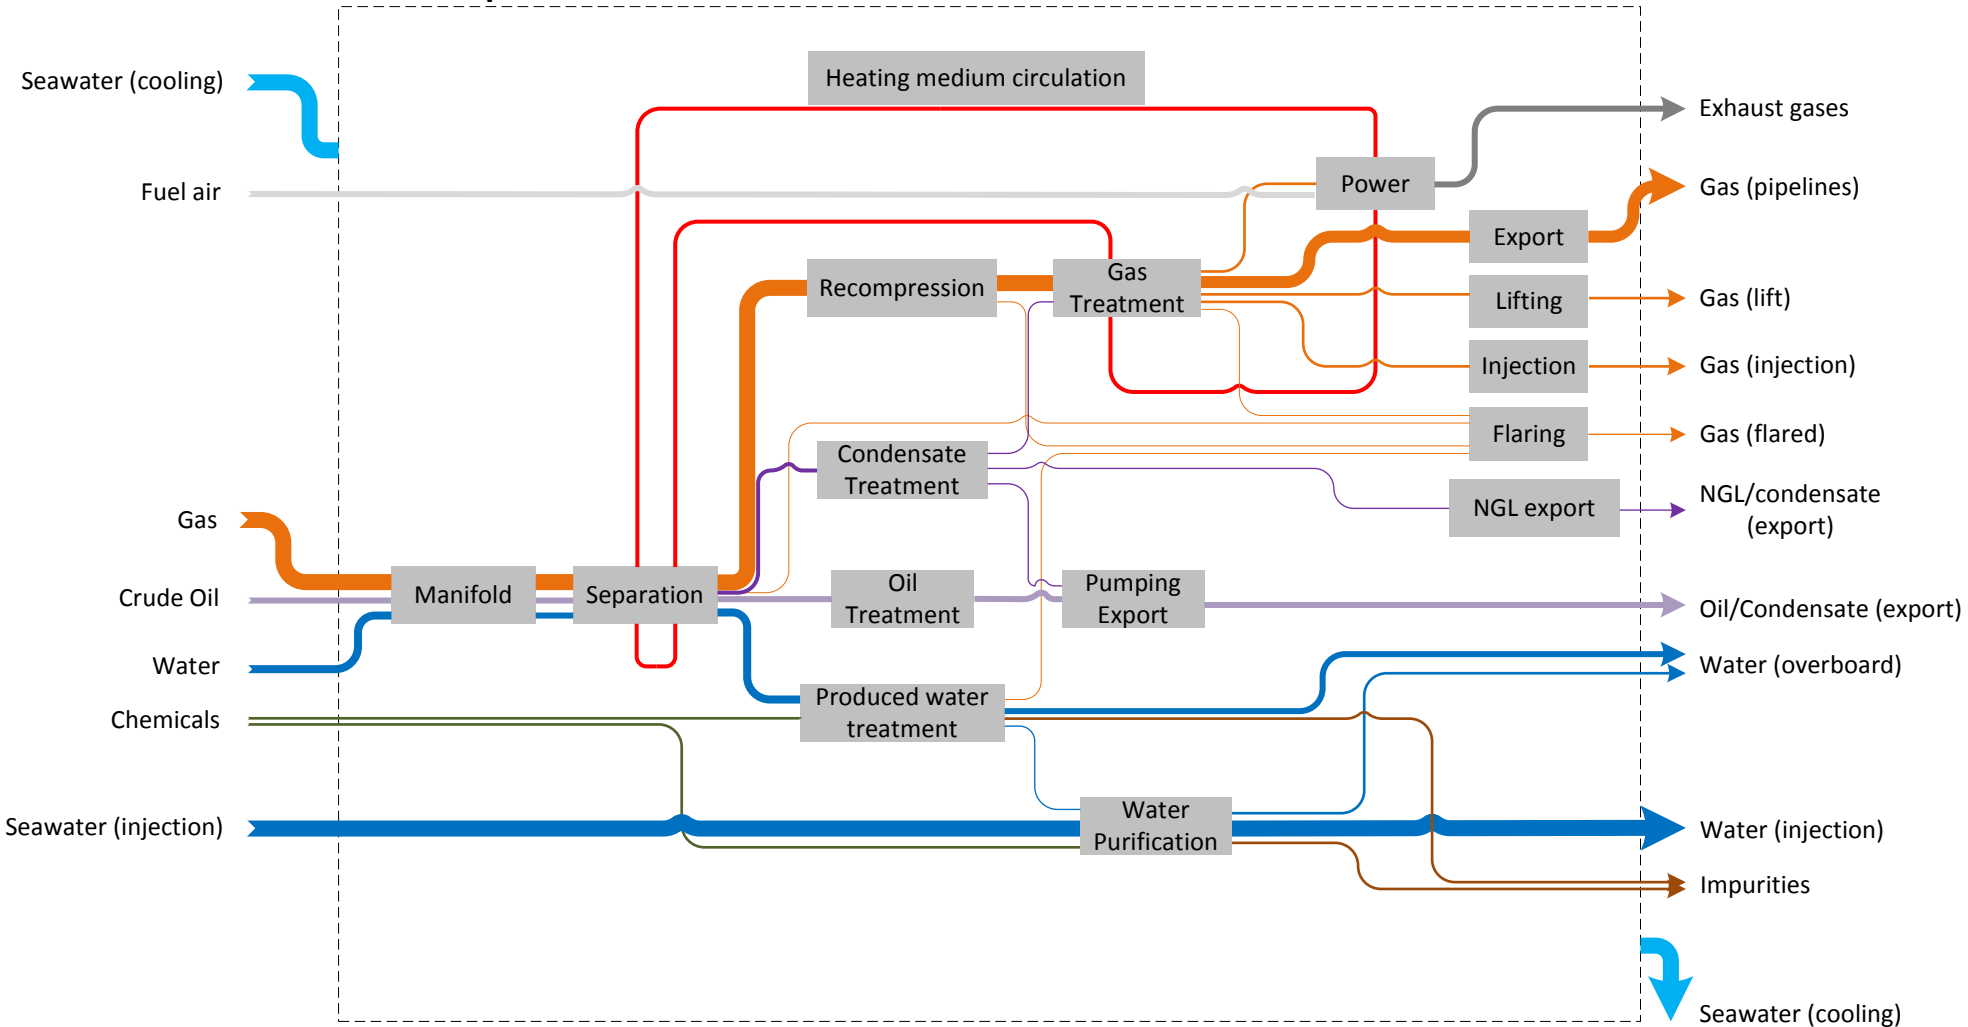 Heating medium circulation
Seawater (cooling)
Exhaust gases
Fuel air
Power
Gas (pipelines)
Export
Recompression
Gas
Treatment
Lifting
Gas (lift)
Injection
Gas (injection)
Flaring
Gas (flared)
Condensate
Treatment
NGL export
NGL/condensate
(export)
Gas
Crude Oil
Manifold
Separation
Oil
Treatment
Pumping
Export
Oil/Condensate (export)
Water
Water (overboard)
Chemicals
Produced water
treatment
Seawater (injection)
Water
Purification
Water (injection)
Impurities
Seawater (cooling)